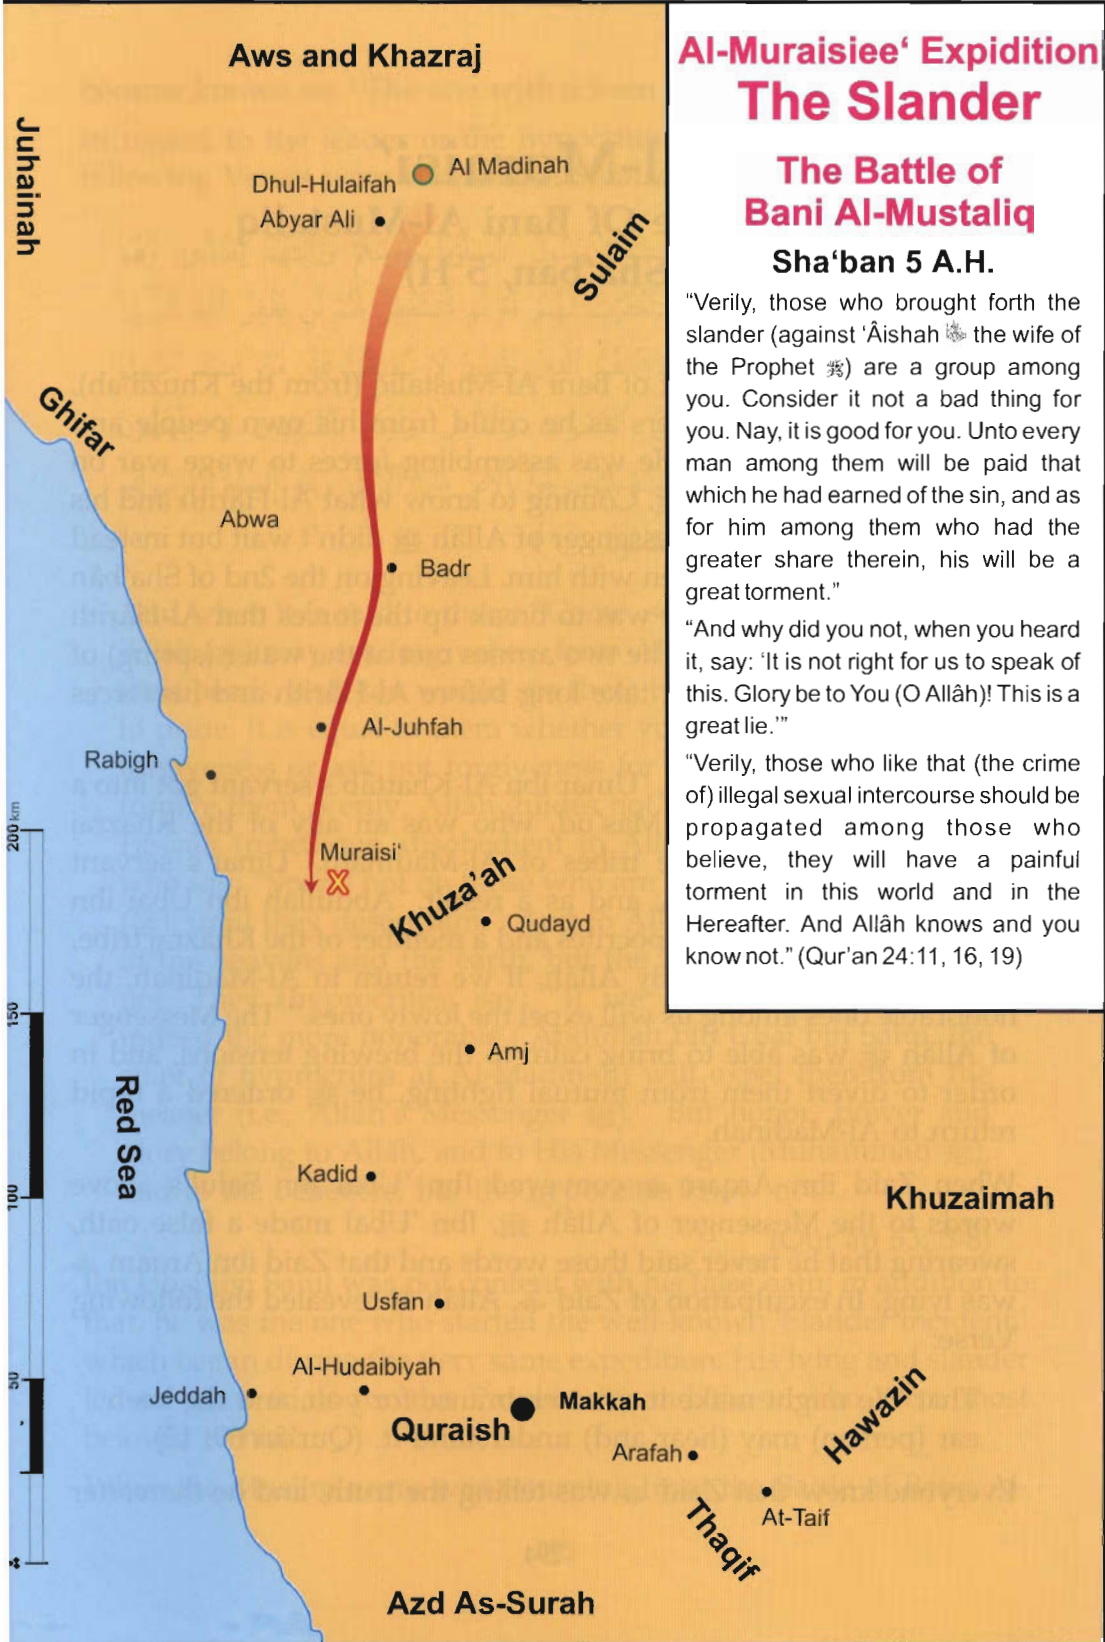 Aws and Khazraj
Juhainah
Al Madinah
Dhul-Hulaifah
Abyar Ali
Sulaim
Ghifar
Abwa
Badr
Al-Juhfah
Rabigh
200 km
Muraisi‘
Khuza’ah
Qudayd
150
Amj
Red Sea
Kadid
100
Khuzaimah
Usfan
Al-Hudaibiyah
50
Jeddah
Makkah
Quraish
Hawazin
Arafah
At-Taif
Thaqif
Azd As-Surah
Al-Muraisiee‘ Expidition
The Slander
The Battle of
Bani Al-Mustaliq
Sha‘ban 5 A.H.
“Verily, those who brought forth the
slander (against ‘Âishah the wife of
the Prophet ﷺ) are a group among
you. Consider it not a bad thing for
you. Nay, it is good for you. Unto every
man among them will be paid that
which he had earned of the sin, and as
for him among them who had the
greater share therein, his will be a
great torment.”
“And why did you not, when you heard
it, say: ‘It is not right for us to speak of
this. Glory be to You (O Allâh)! This is a
great lie.’”
“Verily, those who like that (the crime
of) illegal sexual intercourse should be
propagated among those who
believe, they will have a painful
torment in this world and in the
Hereafter. And Allâh knows and you
know not.” (Qur’an 24:11, 16, 19)